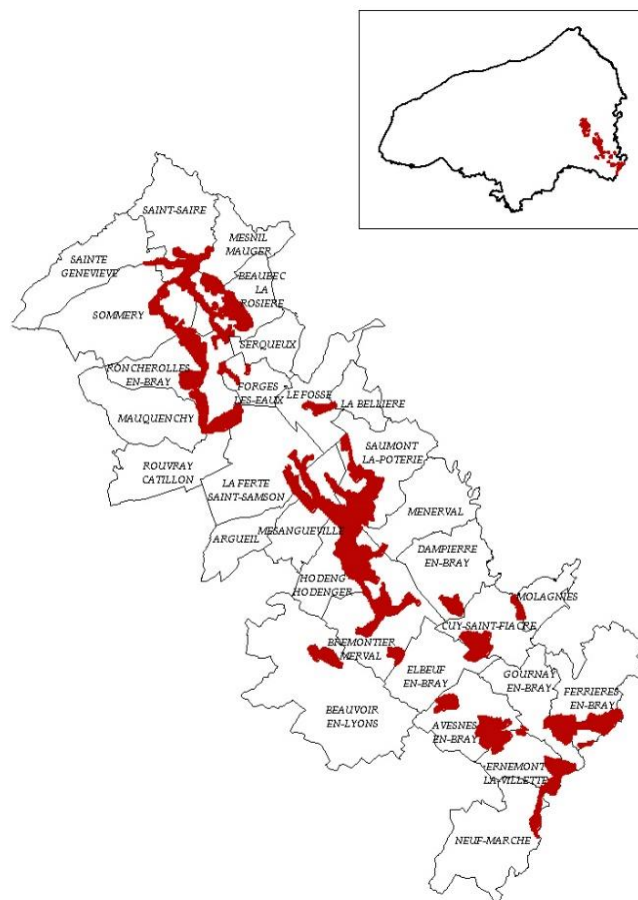 SAINT-SAIRE
MESNIL
MAUGER
SAINTE
GENEVIEVE
BEAUBEC
LA
ROSIERE
SOMMERY
SERQUEUX
RONCHEROLLES
EN-BRAY
FORGES
LES-EAUX
LE FOSSE
LA BELLIERE
MAUQUENCHY
SAUMONT
LA-POTERIE
ROUVRAY
CATILLON
LA FERTE
SAINT-SAMSON
MENERVAL
ARGUEIL
MESANGUEVILLE
DAMPIERRE
EN-BRAY
HODENG
HODENGER
MOLAGNIES
CUY-SAINT-FIACRE
BREMONTIER
MERVAL
ELBEUF
EN-BRAY
GOURNAY
EN-BRAY
FERRIERES
EN-BRAY
BEAUVOIR
EN-LYONS
AVESNES
EN-BRAY
ERNEMONT
LA-VILLETTE
NEUF-MARCHE